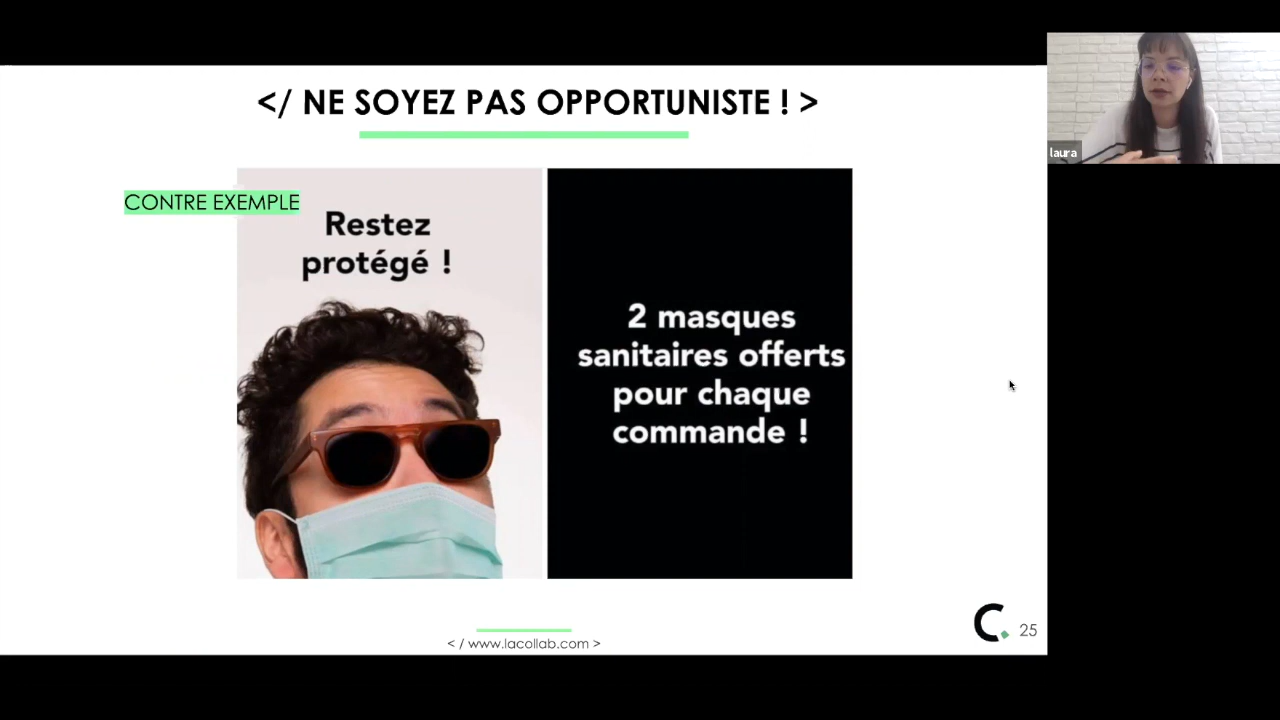 </ NE SOYEZ PAS OPPORTUNISTE ! >
CONTRE EXEMPLE
Restez
protégé !
2 masques
sanitaires offerts
pour chaque
commande !
< / www.lacollab.com >
C.
25
laura